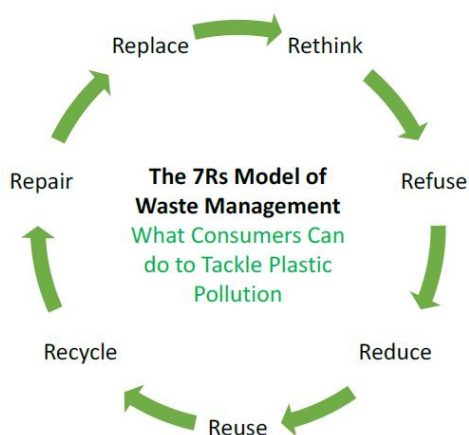 Replace
Rethink
Repair
The 7Rs Model of
Waste Management
What Consumers Can
do to Tackle Plastic
Pollution
Refuse
Recycle
Reduce
Reuse